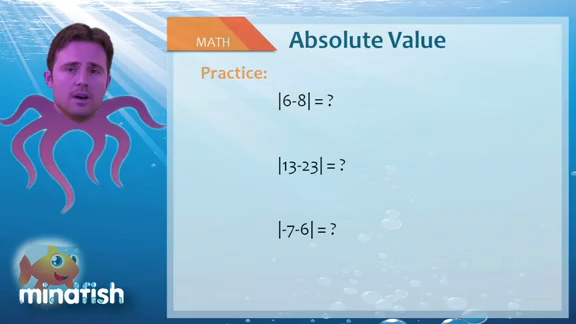 MATH
Absolute Value
Practice:
|6-8| = ?
|13-23| = ?
|-7-6| = ?
minafish